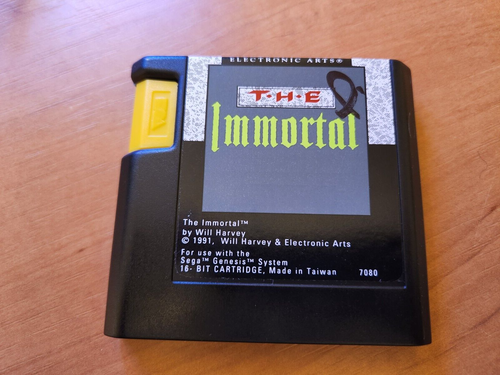 ELECTRONIC ARTS®
T·H·E
Immortal
The Immortal™
by Will Harvey
© 1991, Will Harvey & Electronic Arts
For use with the
Sega™ Genesis™ System
16- BIT CARTRIDGE, Made in Taiwan 7080